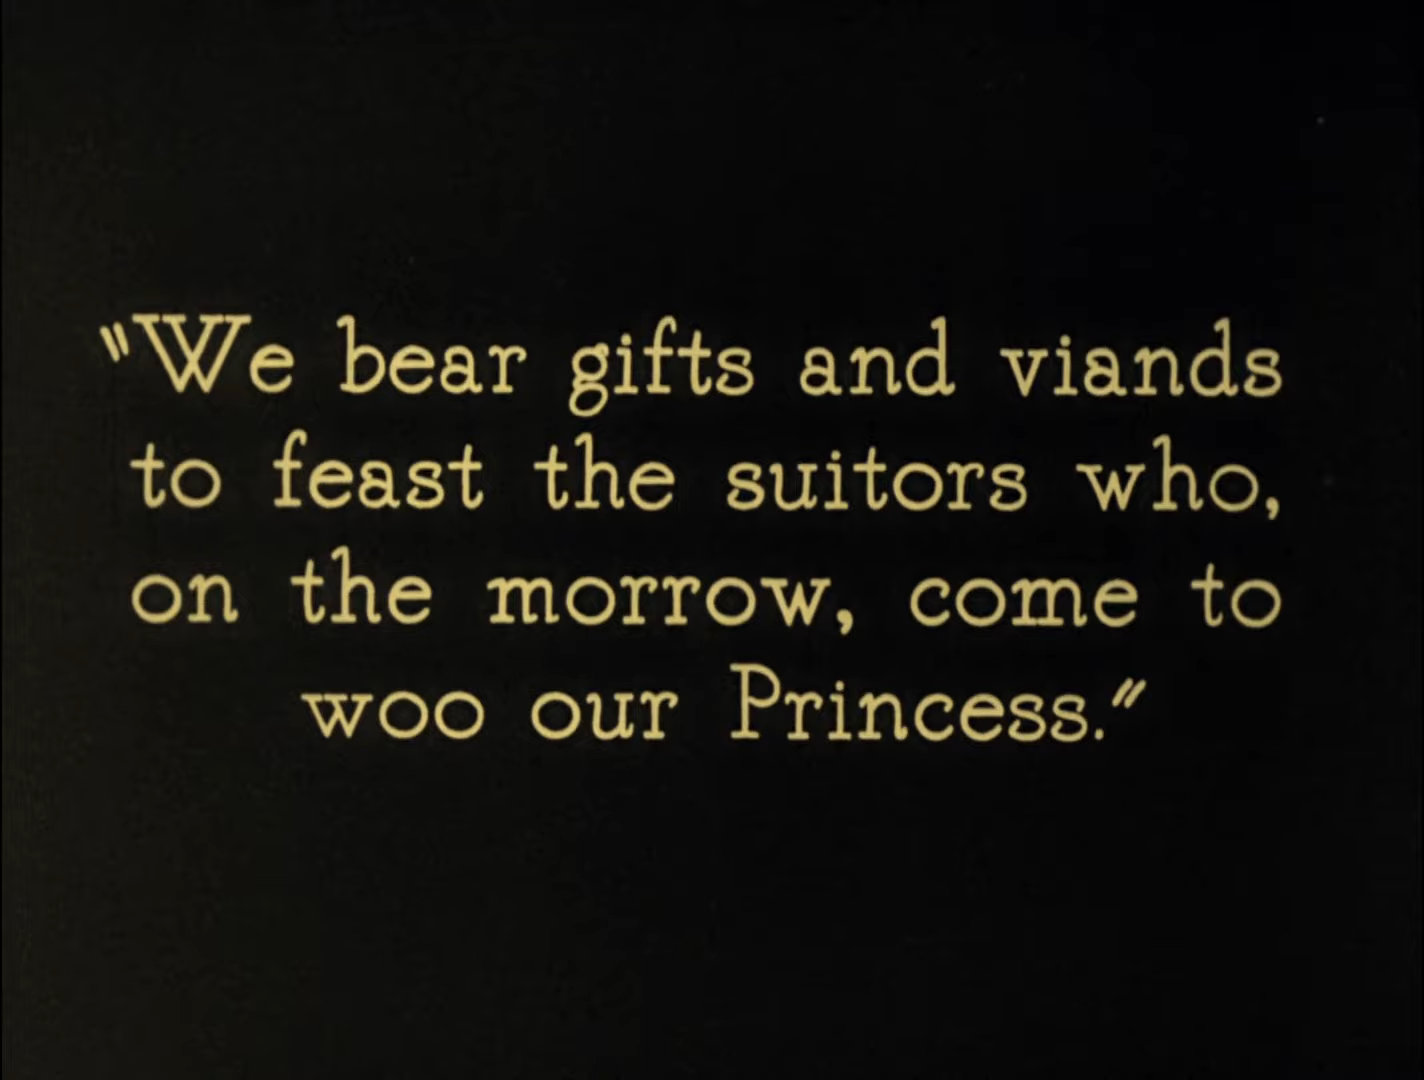 "We bear gifts and viands
to feast the suitors who,
on the morrow, come to
woo our Princess."